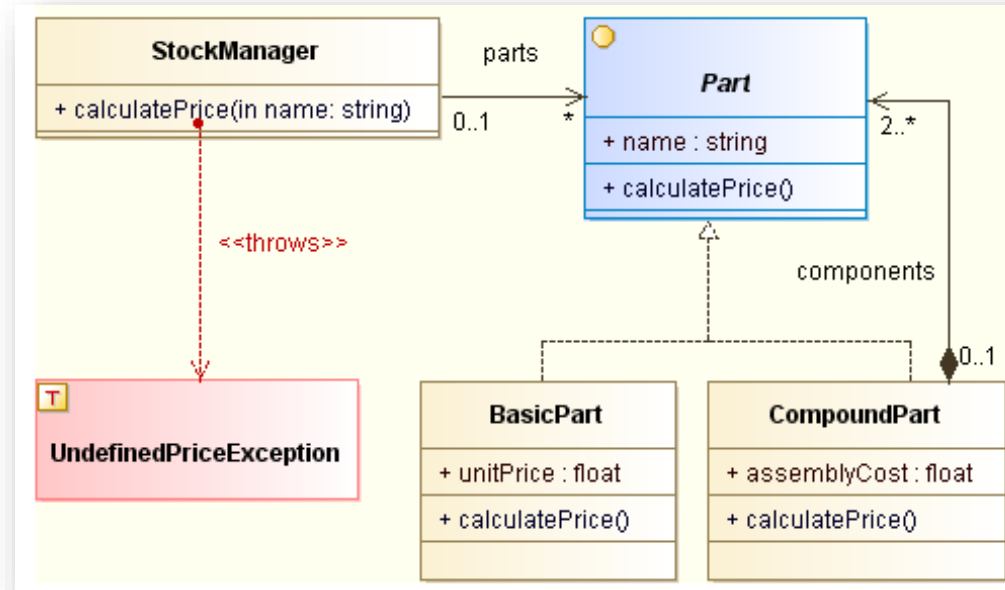 StockManager
+ calculatePrice(in name: string)
parts
0..1
*
Part
+ name : string
+ calculatePrice()
2..*
<<throws>>
components
0..1
T
UndefinedPriceException
BasicPart
+ unitPrice : float
+ calculatePrice()
CompoundPart
+ assemblyCost : float
+ calculatePrice()